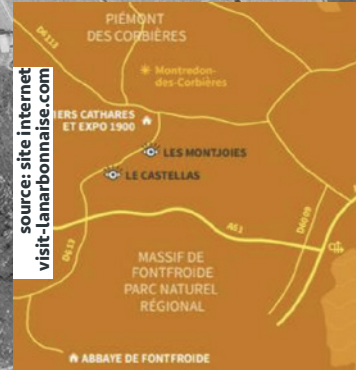 PIÉMONT
DES CORBIÈRES
D6113
Montredon-
des-Corbières
IERS CATHARES
ET EXPO 1900
LES MONTJOIES
LE CASTELLAS
source: site internet
visit-lanarbonnaise.com
A61
D6009
D613
MASSIF DE
FONTFROIDE
PARC NATUREL
RÉGIONAL
ABBAYE DE FONTFROIDE